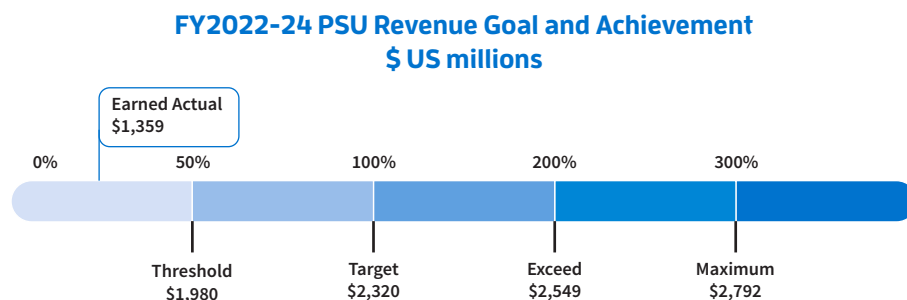 FY2022-24 PSU Revenue Goal and Achievement
$ US millions
Earned Actual
$1,359
0% 50% 100% 200% 300%
Threshold Target Exceed Maximum
$1,980 $2,320 $2,549 $2,792